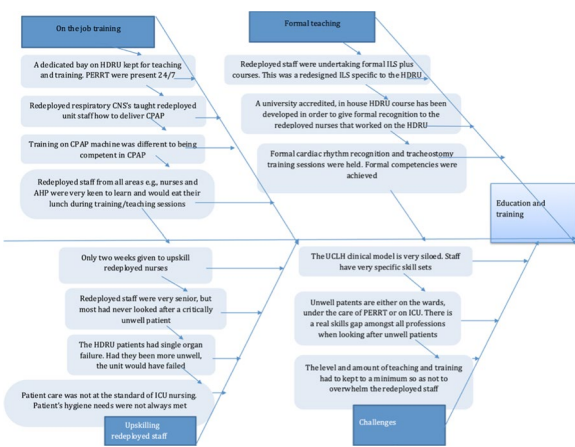 On the job training
A dedicated bay on HDRU kept for teaching
and training. PERRT were present 24/7
Redeployed respiratory CNS's taught redeployed
unit staff how to deliver CPAP
Training on CPAP machine was different to being
competent in CPAP
Redeployed staff from all areas e.g., nurses and
AHP were very keen to learn and would eat their
lunch during training/teaching sessions
Formal teaching
Redeployed staff were undertaking formal ILS plus
courses. This was a redesigned ILS specific to the HDRU
A university accredited, in house HDRU course has been
developed in order to give formal recognition to the
redeployed nurses that worked on the HDRU
Formal cardiac rhythm recognition and tracheostomy
training sessions were held. Formal competencies were
achieved
Education and
training
Only two weeks given to upskill
redeployed nurses
Redeployed staff were very senior, but
most had never looked after a critically
unwell patient
The HDRU patients had single organ
failure. Had they been more unwell,
the unit would have failed
Patient care was not at the standard of ICU nursing.
Patient's hygiene needs were not always met
Upskilling
redeployed staff
The UCLH clinical model is very siloed. Staff
have very specific skill sets
Unwell patents are either on the wards,
under the care of PERRT or on ICU. There is
a real skills gap amongst all professions
when looking after unwell patients
The level and amount of teaching and training
had to kept to a minimum so as not to
overwhelm the redeployed staff
Challenges